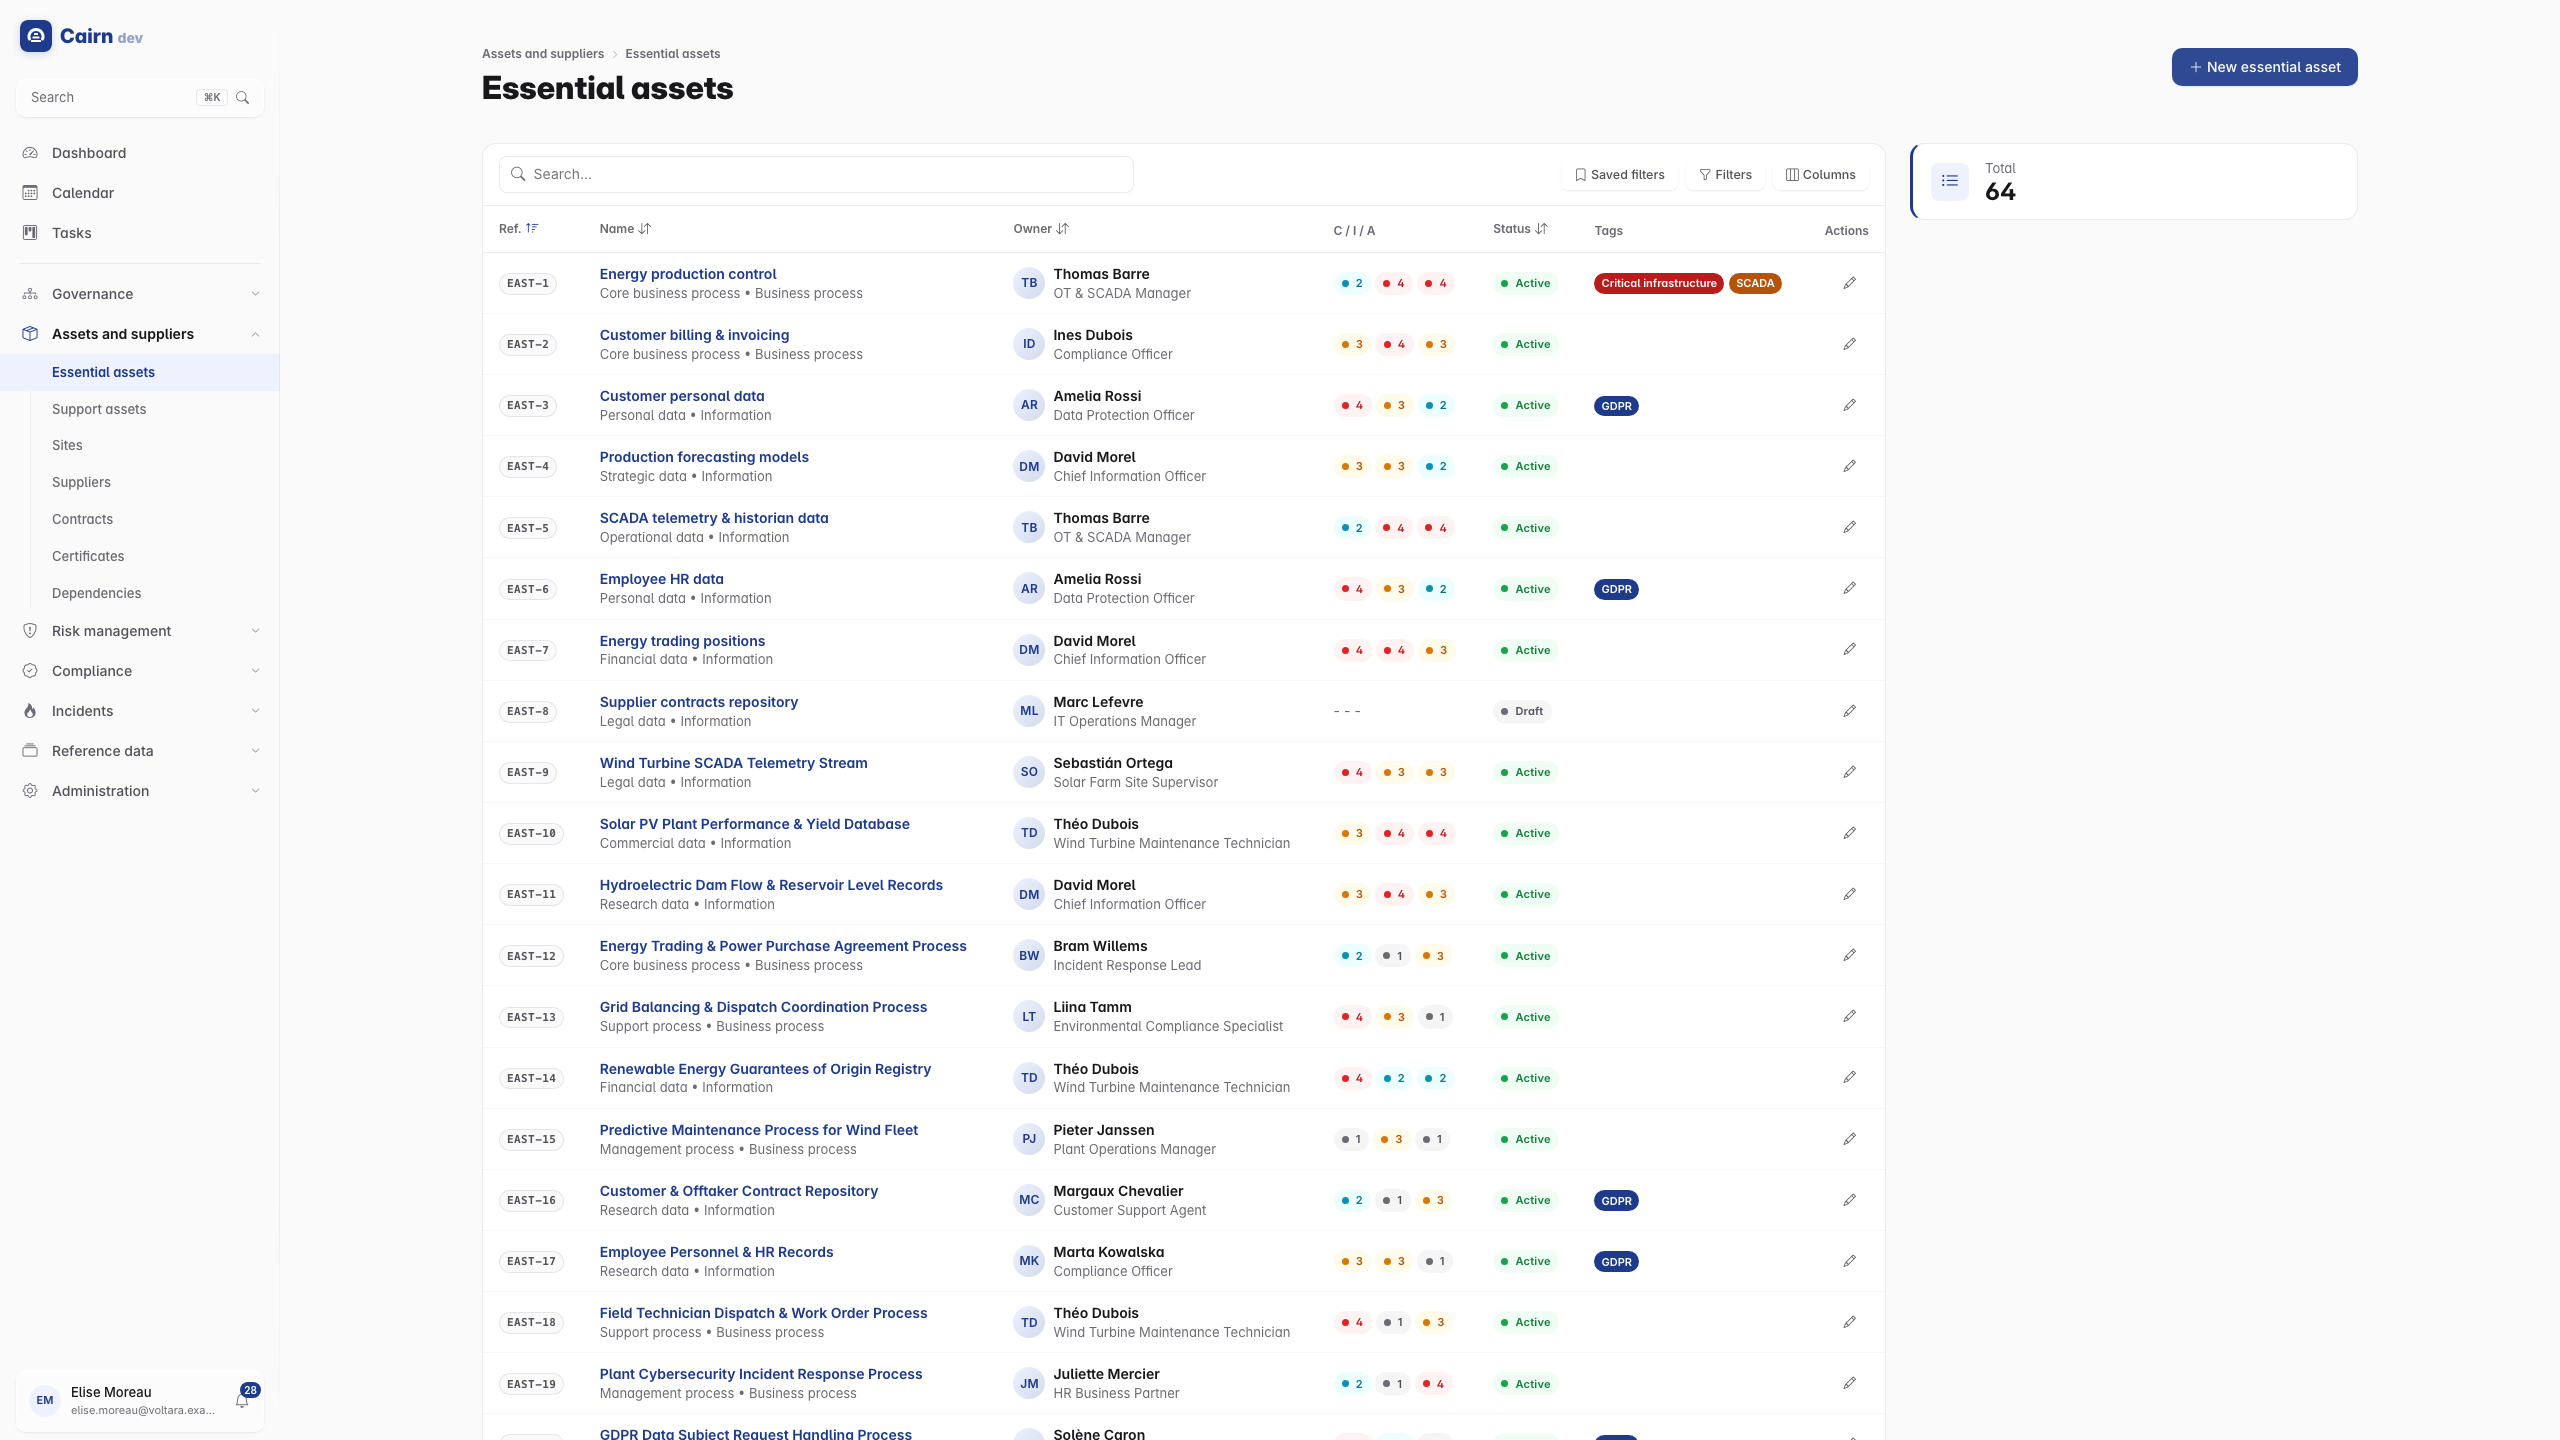 Cairn dev
Search ⌘K
Dashboard
Calendar
Tasks
Governance
Assets and suppliers
Essential assets
Support assets
Sites
Suppliers
Contracts
Certificates
Dependencies
Risk management
Compliance
Incidents
Reference data
Administration
EM Elise Moreau 28
elise.moreau@voltara.exa...
Assets and suppliers > Essential assets
Essential assets
+ New essential asset
Search...
Saved filters Filters Columns
Total
64
Ref. Name Owner C / I / A Status Tags Actions
EAST-1 Energy production control TB Thomas Barre 2 4 4 Active Critical infrastructure SCADA
Core business process • Business process OT & SCADA Manager
EAST-2 Customer billing & invoicing ID Ines Dubois 3 4 3 Active
Core business process • Business process Compliance Officer
EAST-3 Customer personal data AR Amelia Rossi 4 3 2 Active GDPR
Personal data • Information Data Protection Officer
EAST-4 Production forecasting models DM David Morel 3 3 2 Active
Strategic data • Information Chief Information Officer
EAST-5 SCADA telemetry & historian data TB Thomas Barre 2 4 4 Active
Operational data • Information OT & SCADA Manager
EAST-6 Employee HR data AR Amelia Rossi 4 3 2 Active GDPR
Personal data • Information Data Protection Officer
EAST-7 Energy trading positions DM David Morel 4 4 3 Active
Financial data • Information Chief Information Officer
EAST-8 Supplier contracts repository ML Marc Lefevre - - - Draft
Legal data • Information IT Operations Manager
EAST-9 Wind Turbine SCADA Telemetry Stream SO Sebastián Ortega 4 3 3 Active
Legal data • Information Solar Farm Site Supervisor
EAST-10 Solar PV Plant Performance & Yield Database TD Théo Dubois 3 4 4 Active
Commercial data • Information Wind Turbine Maintenance Technician
EAST-11 Hydroelectric Dam Flow & Reservoir Level Records DM David Morel 3 4 3 Active
Research data • Information Chief Information Officer
EAST-12 Energy Trading & Power Purchase Agreement Process BW Bram Willems 2 1 3 Active
Core business process • Business process Incident Response Lead
EAST-13 Grid Balancing & Dispatch Coordination Process LT Liina Tamm 4 3 1 Active
Support process • Business process Environmental Compliance Specialist
EAST-14 Renewable Energy Guarantees of Origin Registry TD Théo Dubois 4 2 2 Active
Financial data • Information Wind Turbine Maintenance Technician
EAST-15 Predictive Maintenance Process for Wind Fleet PJ Pieter Janssen 1 3 1 Active
Management process • Business process Plant Operations Manager
EAST-16 Customer & Offtaker Contract Repository MC Margaux Chevalier 2 1 3 Active GDPR
Research data • Information Customer Support Agent
EAST-17 Employee Personnel & HR Records MK Marta Kowalska 3 3 1 Active GDPR
Research data • Information Compliance Officer
EAST-18 Field Technician Dispatch & Work Order Process TD Théo Dubois 4 1 3 Active
Support process • Business process Wind Turbine Maintenance Technician
EAST-19 Plant Cybersecurity Incident Response Process JM Juliette Mercier 2 1 4 Active
Management process • Business process HR Business Partner
GDPR Data Subject Request Handling Process Solène Caron